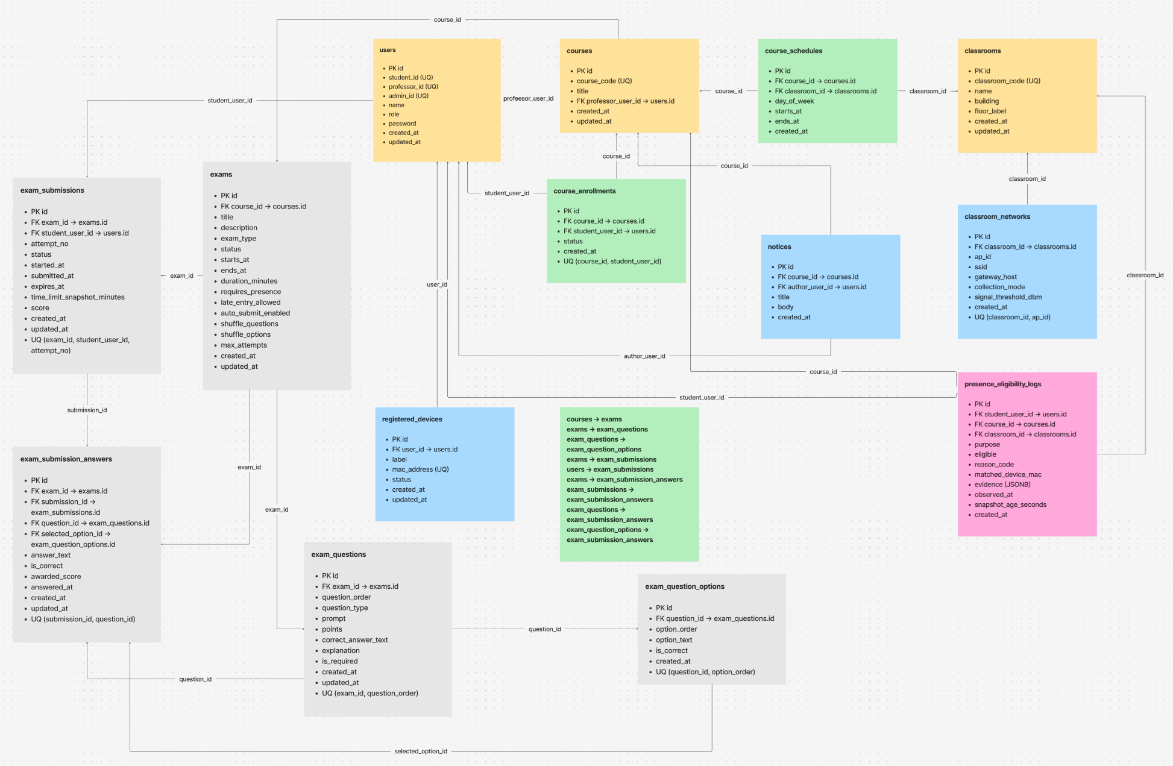 course_id
users
• PK id
• student_id (UQ)
• professor_id (UQ)
• admin_id (UQ)
• name
• role
• password
• created_at
• updated_at
profeesor_user_id
courses
• PK id
• course_code (UQ)
• title
• FK professor_user_id → users.id
• created_at
• updated_at
course_id
course_schedules
• PK id
• FK course_id → courses.id
• FK classroom_id → classrooms.id
• day_of_week
• starts_at
• ends_at
• created_at
classroom_id
classrooms
• PK id
• classroom_code (UQ)
• name
• building
• floor_label
• created_at
• updated_at
student_user_id
course_id
course_id
classroom_id
exam_submissions
• PK id
• FK exam_id → exams.id
• FK student_user_id → users.id
• attempt_no
• status
• started_at
• submitted_at
• expires_at
• time_limit_snapshot_minutes
• score
• created_at
• updated_at
• UQ (exam_id, student_user_id,
attempt_no)
exam_id
exams
• PK id
• FK course_id → courses.id
• title
• description
• exam_type
• status
• starts_at
• ends_at
• duration_minutes
• requires_presence
• late_entry_allowed
• auto_submit_enabled
• shuffle_questions
• shuffle_options
• max_attempts
• created_at
• updated_at
student_user_id
course_enrollments
• PK id
• FK course_id → courses.id
• FK student_user_id → users.id
• status
• created_at
• UQ (course_id, student_user_id)
notices
• PK id
• FK course_id → courses.id
• FK author_user_id → users.id
• title
• body
• created_at
classroom_networks
• PK id
• FK classroom_id → classrooms.id
• ap_id
• ssid
• gateway_host
• collection_mode
• signal_threshold_dbm
• created_at
• UQ (classroom_id, ap_id)
classroom_id
user_id
author_user_id
course_id
student_user_id
submission_id
registered_devices
• PK id
• FK user_id → users.id
• label
• mac_address (UQ)
• status
• created_at
• updated_at
courses → exams
exams → exam_questions
exam_questions →
exam_question_options
exams → exam_submissions
users → exam_submissions
exams → exam_submission_answers
exam_submissions →
exam_submission_answers
exam_questions →
exam_submission_answers
exam_question_options →
exam_submission_answers
presence_eligibility_logs
• PK id
• FK student_user_id → users.id
• FK course_id → courses.id
• FK classroom_id → classrooms.id
• purpose
• eligible
• reason_code
• matched_device_mac
• evidence (JSONB)
• observed_at
• snapshot_age_seconds
• created_at
exam_submission_answers
• PK id
• FK exam_id → exams.id
• FK submission_id →
exam_submissions.id
• FK question_id → exam_questions.id
• FK selected_option_id →
exam_question_options.id
• answer_text
• is_correct
• awarded_score
• answered_at
• created_at
• updated_at
• UQ (submission_id, question_id)
exam_id
exam_id
exam_questions
• PK id
• FK exam_id → exams.id
• question_order
• question_type
• prompt
• points
• correct_answer_text
• explanation
• is_required
• created_at
• updated_at
• UQ (exam_id, question_order)
question_id
exam_question_options
• PK id
• FK question_id → exam_questions.id
• option_order
• option_text
• is_correct
• created_at
• UQ (question_id, option_order)
question_id
selected_option_id